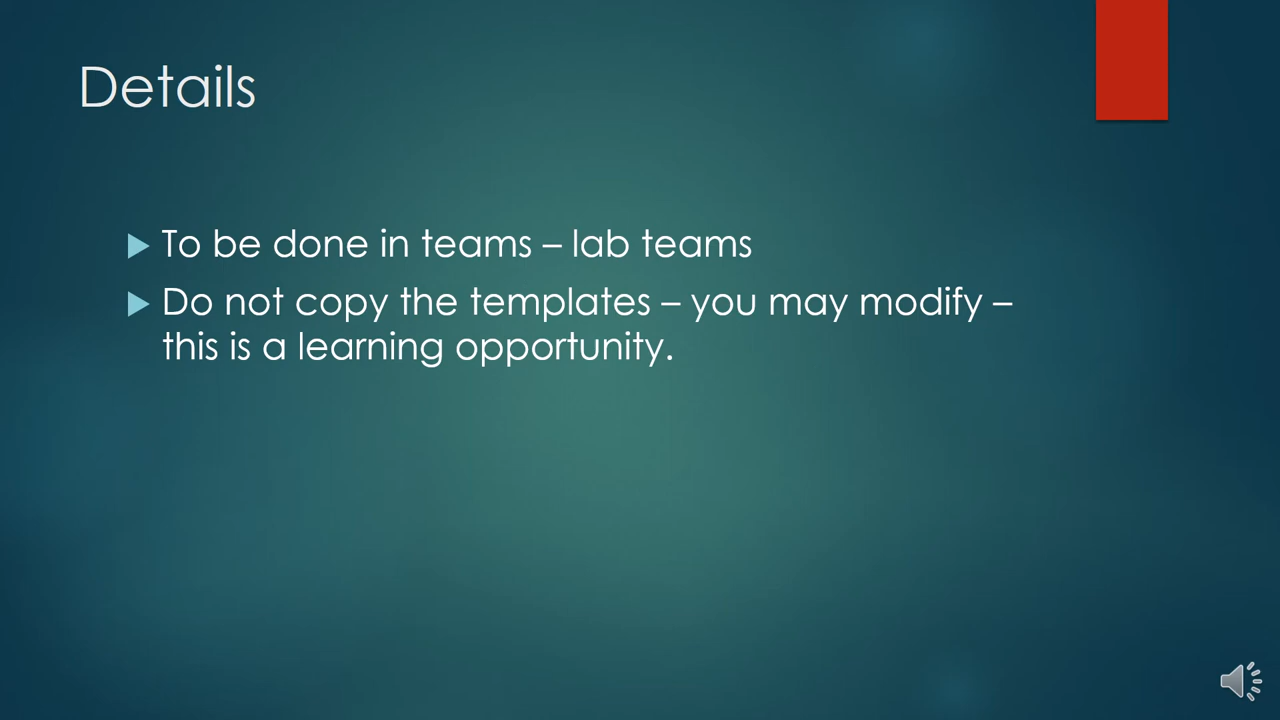 Details
To be done in teams – lab teams
Do not copy the templates – you may modify –
this is a learning opportunity.